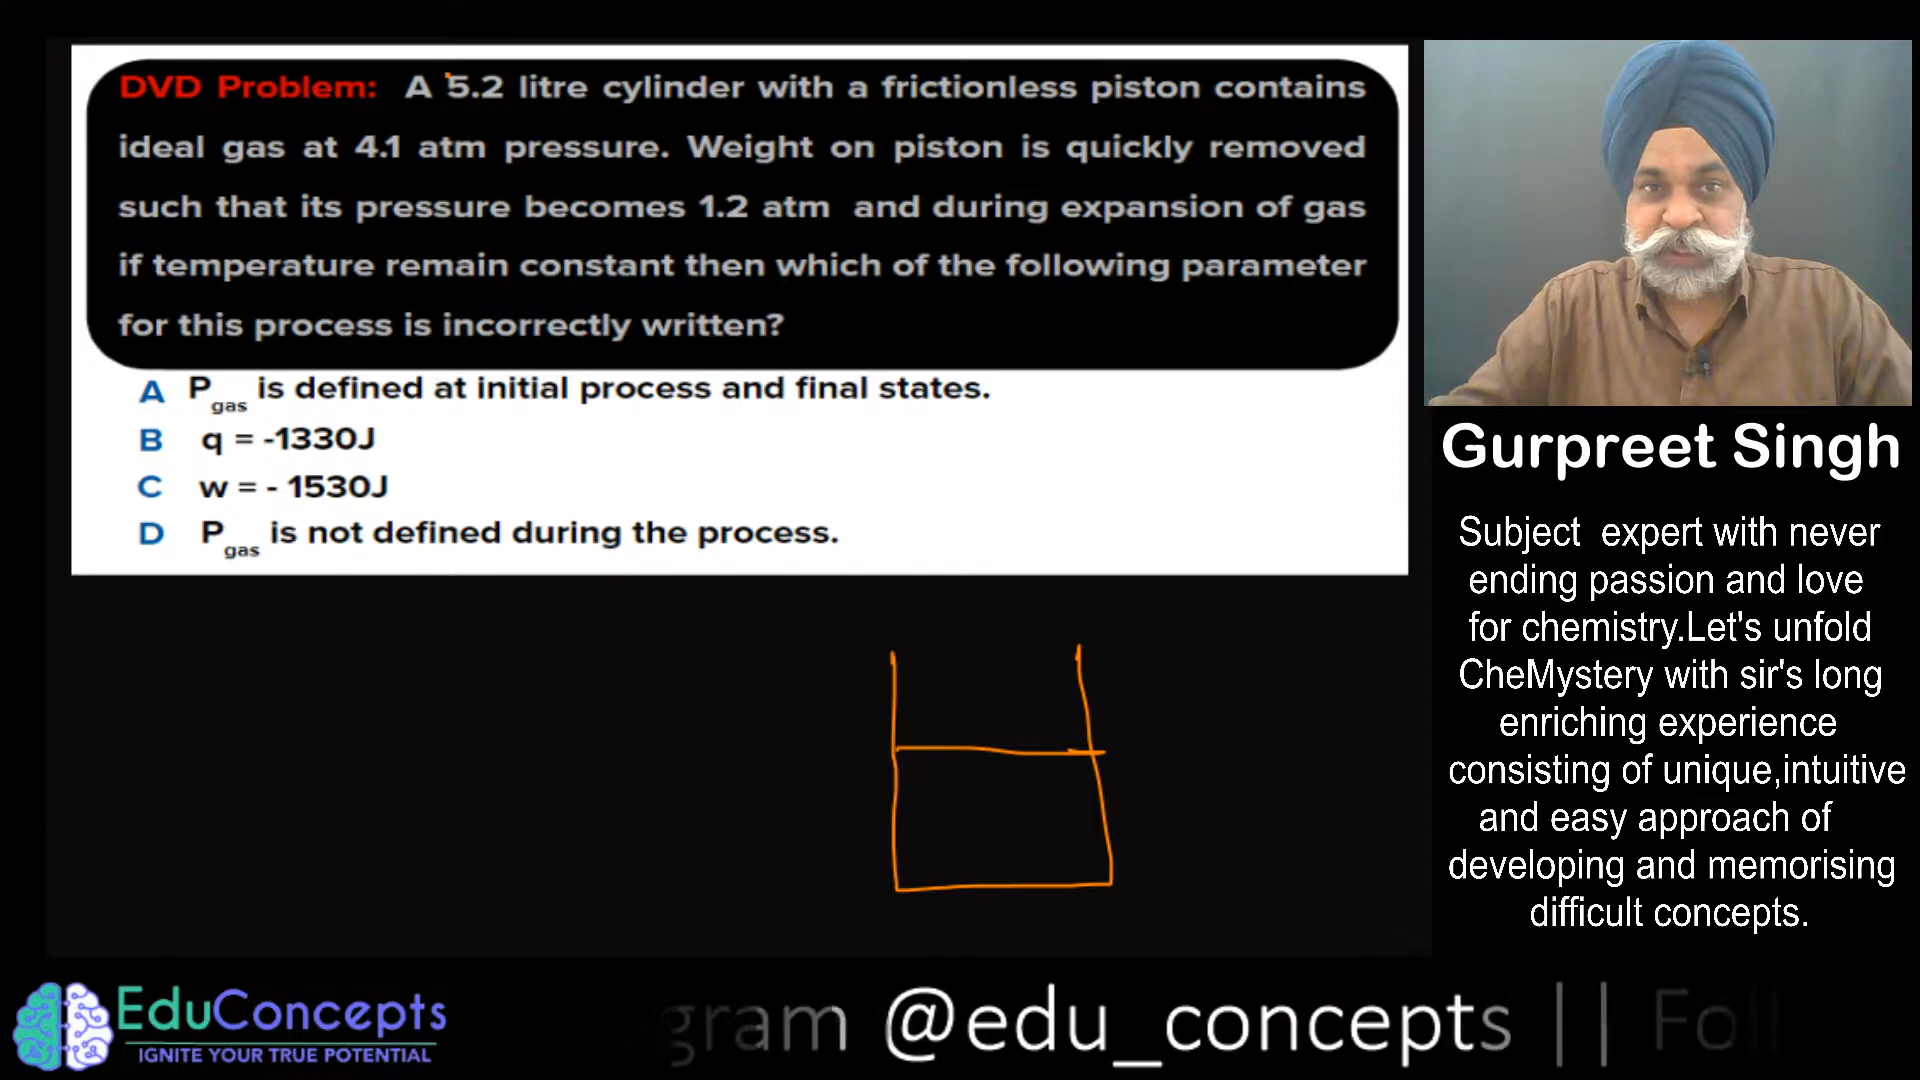 DVD Problem: A 5.2 litre cylinder with a frictionless piston contains
ideal gas at 4.1 atm pressure. Weight on piston is quickly removed
such that its pressure becomes 1.2 atm and during expansion of gas
if temperature remain constant then which of the following parameter
for this process is incorrectly written?
A P gas is defined at initial process and final states.
B q = -1330J
C w = - 1530J
D P gas is not defined during the process.
Gurpreet Singh
Subject expert with never
ending passion and love
for chemistry.Let's unfold
CheMystery with sir's long
enriching experience
consisting of unique,intuitive
and easy approach of
developing and memorising
difficult concepts.
EduConcepts
IGNITE YOUR TRUE POTENTIAL
gram @edu_concepts || Fol